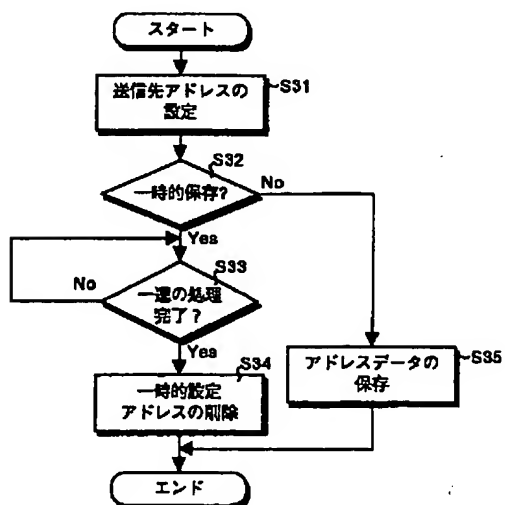 スタート
送信先アドレスの
設定
S31
S32
一時的保存?
No
Yes
S33
No
一連の処理
完了?
Yes
S34
一時的設定
アドレスの削除
アドレスデータの
保存
S35
エンド